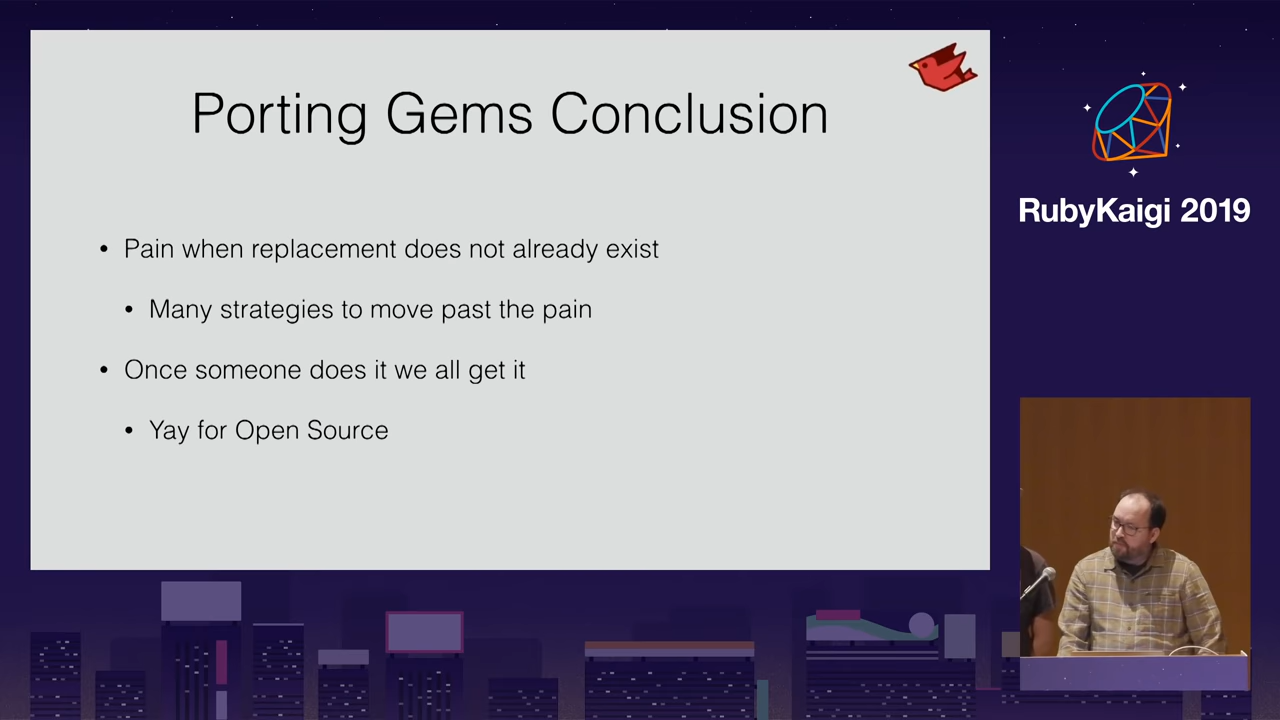 Porting Gems Conclusion
• Pain when replacement does not already exist
• Many strategies to move past the pain
• Once someone does it we all get it
• Yay for Open Source
RubyKaigi 2019